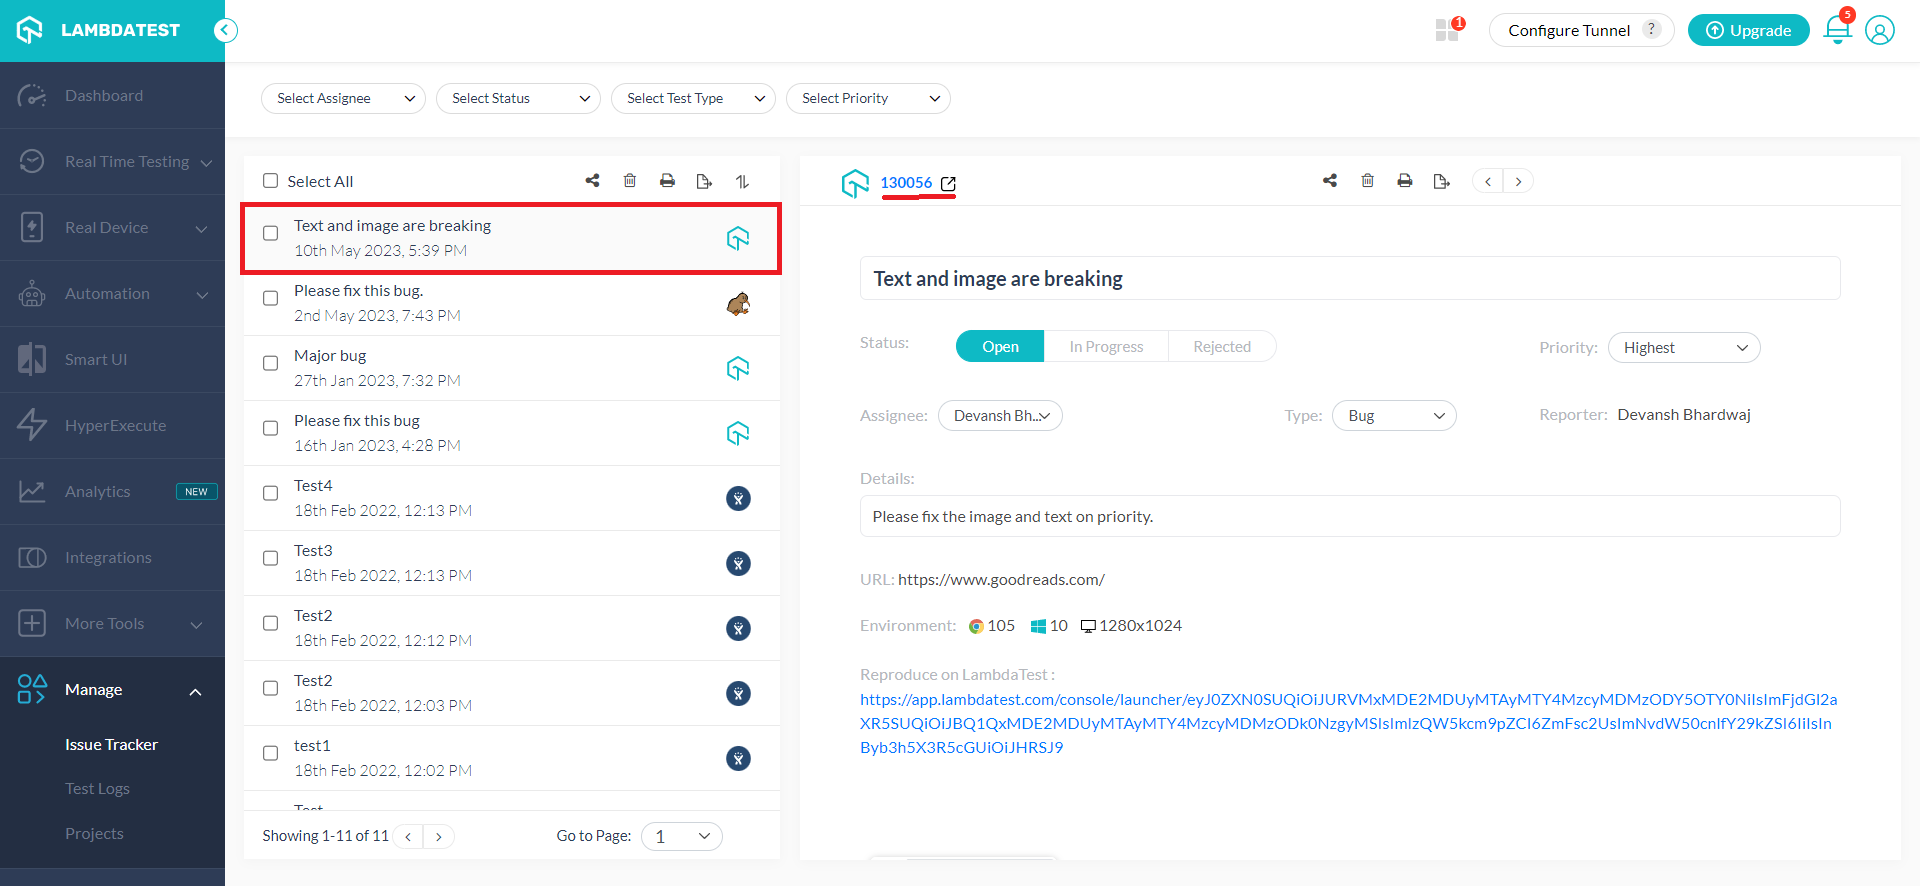 LAMBDATEST
1
Configure Tunnel ?
Upgrade
5
Dashboard
Real Time Testing
Real Device
Automation
Smart UI
HyperExecute
Analytics NEW
Integrations
More Tools
Manage
Issue Tracker
Test Logs
Projects
Select Assignee
Select Status
Select Test Type
Select Priority
Select All
Text and image are breaking
10th May 2023, 5:39 PM
Please fix this bug.
2nd May 2023, 7:43 PM
Major bug
27th Jan 2023, 7:32 PM
Please fix this bug
16th Jan 2023, 4:28 PM
Test4
18th Feb 2022, 12:13 PM
Test3
18th Feb 2022, 12:13 PM
Test2
18th Feb 2022, 12:12 PM
Test2
18th Feb 2022, 12:03 PM
test1
18th Feb 2022, 12:02 PM
Test
Showing 1-11 of 11
Go to Page: 1
130056
Text and image are breaking
Status: Open In Progress Rejected
Priority: Highest
Assignee: Devansh Bh...
Type: Bug
Reporter: Devansh Bhardwaj
Details:
Please fix the image and text on priority.
URL: https://www.goodreads.com/
Environment: 105 10 1280x1024
Reproduce on LambdaTest :
https://app.lambdatest.com/console/launcher/eyJ0ZXN0SUQiOiJURVMxMDE2MDUyMTAyMTY4MzcyMDMzODY5OTY0NiIsImFjdGl2a
XR5SUQiOiJBQ1QxMDE2MDUyMTAyMTY4MzcyMDMzODk0NzgyMSIsImlzQW5kcm9pZCI6ZmFsc2UsImNvdW50cnlfY29kZSI6IiIsIn
Byb3h5X3R5cGUiOiJHRSJ9